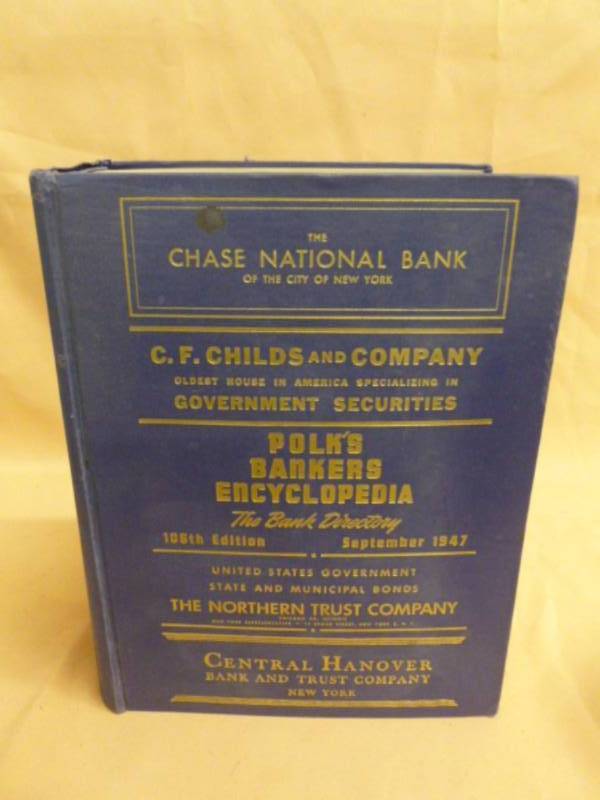 THE
CHASE NATIONAL BANK
OF THE CITY OF NEW YORK
C. F. CHILDS AND COMPANY
OLDEST HOUSE IN AMERICA SPECIALIZING IN
GOVERNMENT SECURITIES
POLK'S
BANKERS
ENCYCLOPEDIA
The Bank Directory
106th Edition September 1947
UNITED STATES GOVERNMENT
STATE AND MUNICIPAL BONDS
THE NORTHERN TRUST COMPANY
CENTRAL HANOVER
BANK AND TRUST COMPANY
NEW YORK